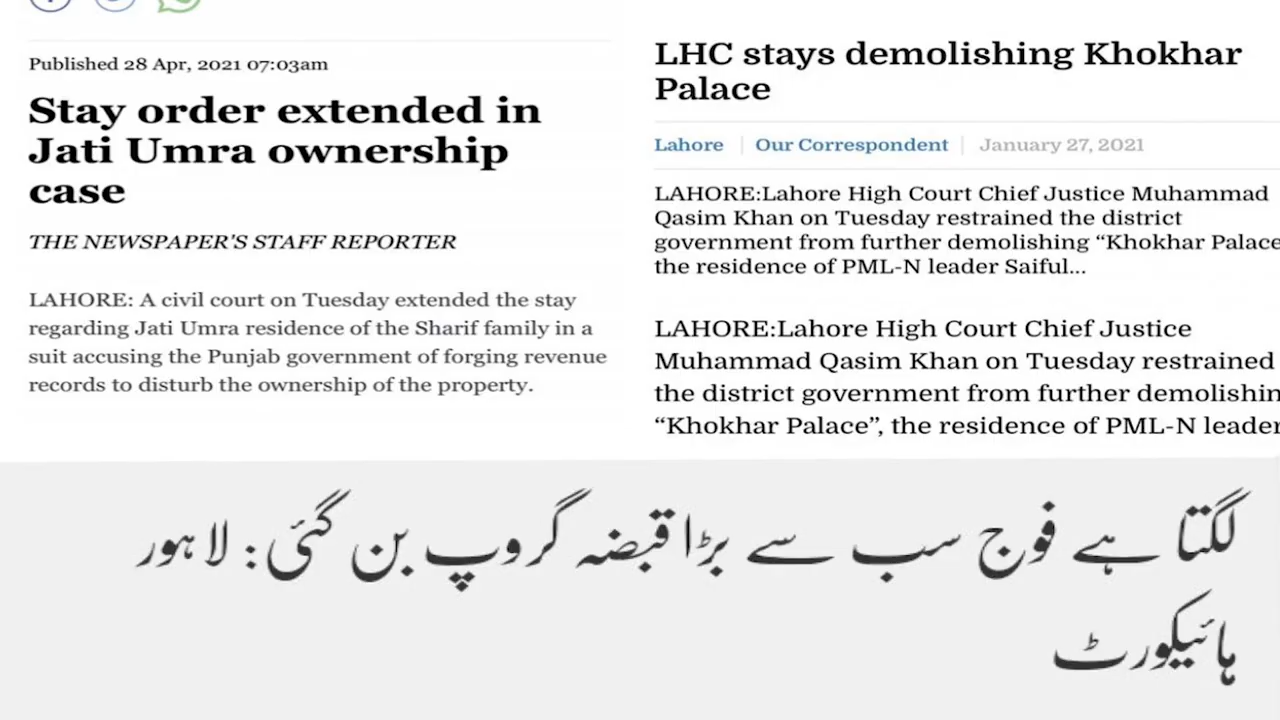 Published 28 Apr, 2021 07:03am
Stay order extended in
Jati Umra ownership
case
THE NEWSPAPER'S STAFF REPORTER
LAHORE: A civil court on Tuesday extended the stay
regarding Jati Umra residence of the Sharif family in a
suit accusing the Punjab government of forging revenue
records to disturb the ownership of the property.
LHC stays demolishing Khokhar
Palace
Lahore | Our Correspondent | January 27, 2021
LAHORE:Lahore High Court Chief Justice Muhammad
Qasim Khan on Tuesday restrained the district
government from further demolishing “Khokhar Palace
the residence of PML-N leader Saiful...
LAHORE:Lahore High Court Chief Justice
Muhammad Qasim Khan on Tuesday restrained
the district government from further demolishin
“Khokhar Palace”, the residence of PML-N leader
لگتا ہے فوج سب سے بڑا قبضہ گروپ بن گئی: لاہور
ہائیکورٹ